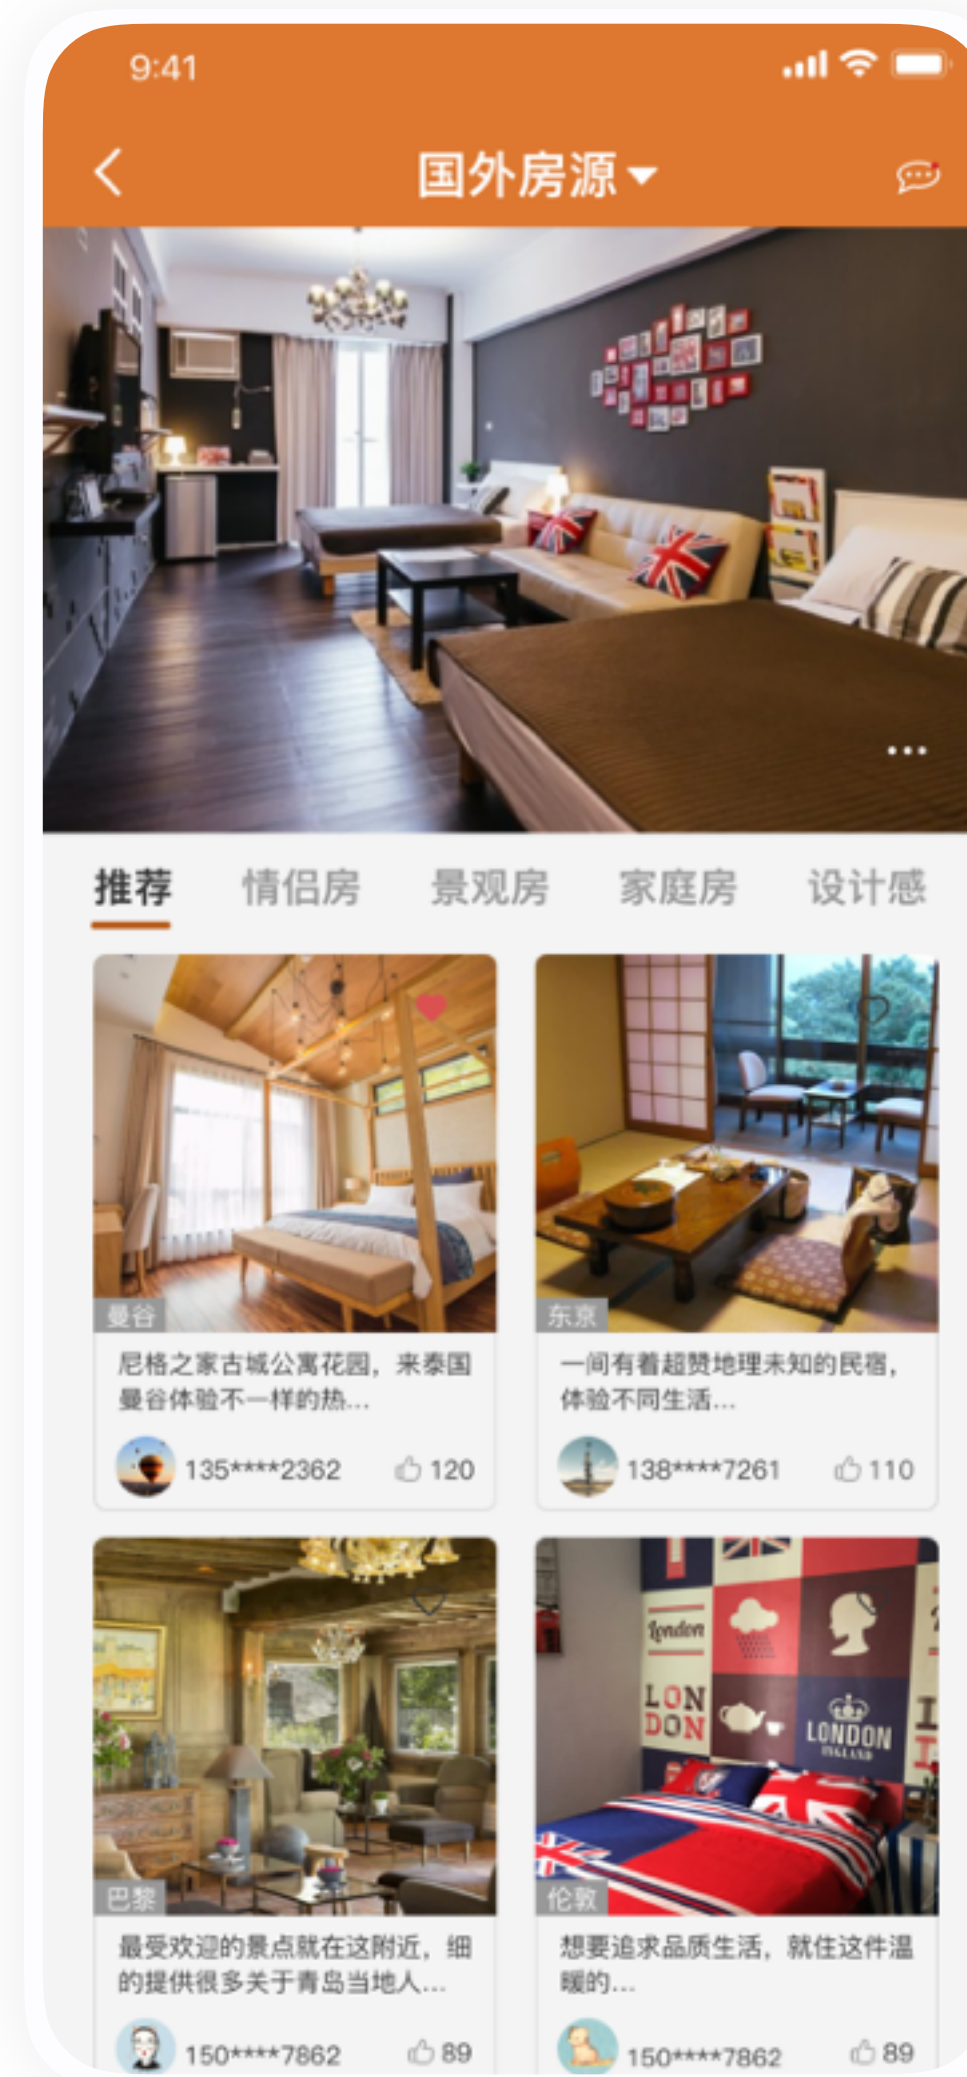 9:41
国外房源
推荐 情侣房 景观房 家庭房 设计感
曼谷
尼格之家古城公寓花园，来泰国
曼谷体验不一样的热...
135****2362 120
东京
一间有着超赞地理未知的民宿，
体验不同生活...
138****7261 110
巴黎
最受欢迎的景点就在这附近，细
的提供很多关于青岛当地人...
150****7862 89
London
LON
DON
LONDON
ENGLAND
伦敦
想要追求品质生活，就住这件温
暖的...
150****7862 89